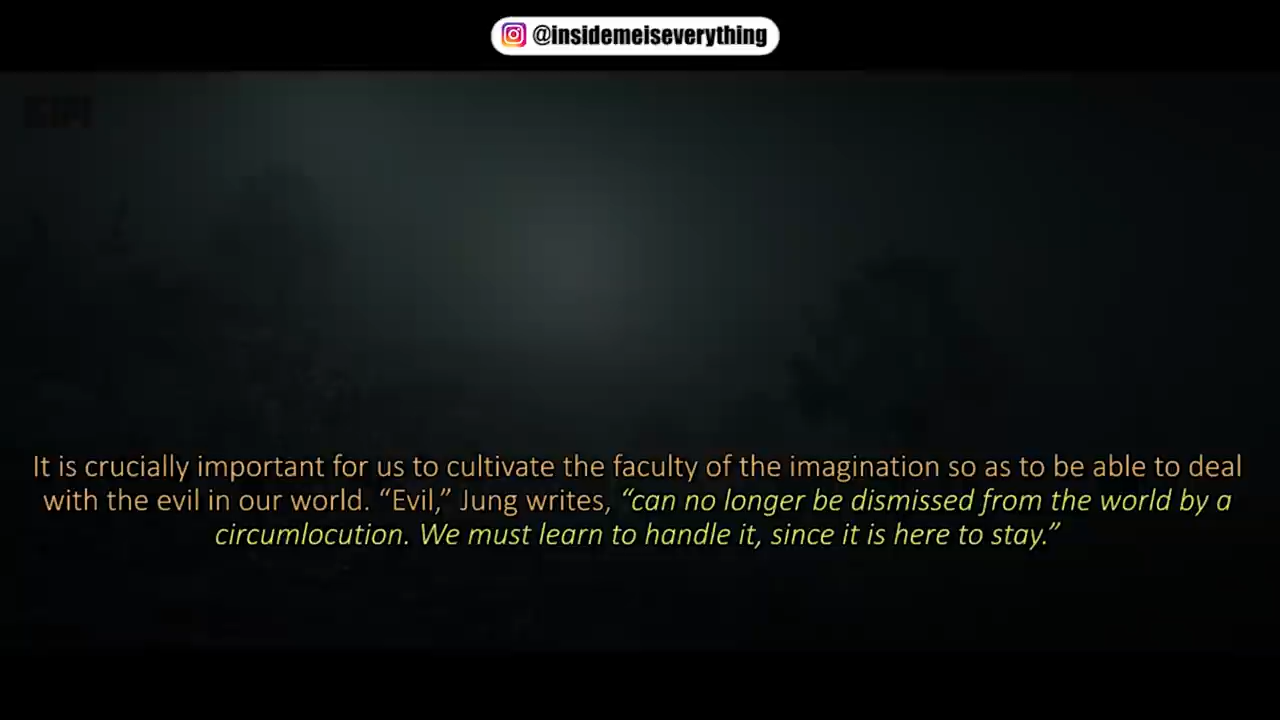 @insidemeiseverything
It is crucially important for us to cultivate the faculty of the imagination so as to be able to deal
with the evil in our world. “Evil,” Jung writes, “can no longer be dismissed from the world by a
circumlocution. We must learn to handle it, since it is here to stay.”